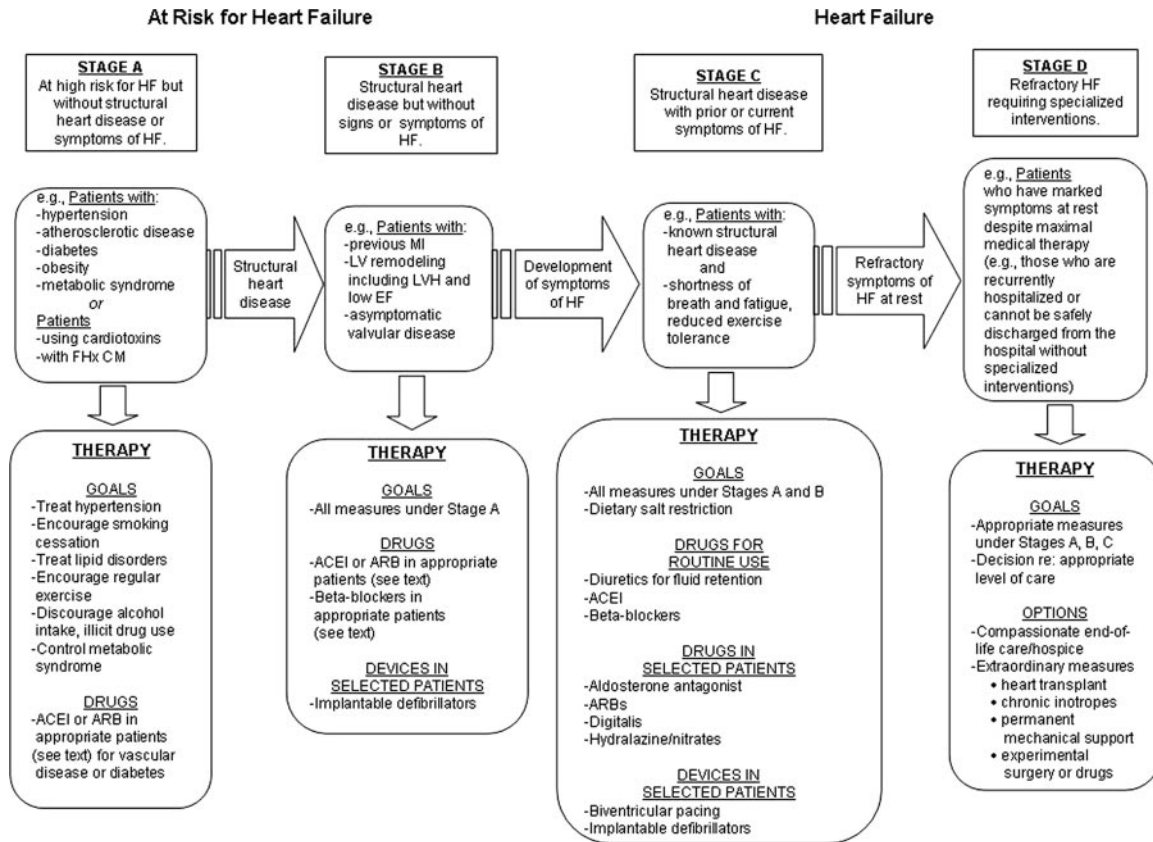 At Risk for Heart Failure
Heart Failure
STAGE A
At high risk for HF but
without structural
heart disease or
symptoms of HF.
STAGE B
Structural heart
disease but without
signs or symptoms of
HF.
STAGE C
Structural heart disease
with prior or current
symptoms of HF.
STAGE D
Refractory HF
requiring specialized
interventions.
e.g., Patients with:
-hypertension
-atherosclerotic disease
-diabetes
-obesity
-metabolic syndrome
or
Patients
-using cardiotoxins
-with FHx CM
Structural
heart
disease
e.g., Patients with:
-previous MI
-LV remodeling
including LVH and
low EF
-asymptomatic
valvular disease
Development
of symptoms
of HF
e.g., Patients with:
-known structural
heart disease
and
-shortness of
breath and fatigue,
reduced exercise
tolerance
Refractory
symptoms of
HF at rest
e.g., Patients
who have marked
symptoms at rest
despite maximal
medical therapy
(e.g., those who are
recurrently
hospitalized or
cannot be safely
discharged from the
hospital without
specialized
interventions)
THERAPY
GOALS
-Treat hypertension
-Encourage smoking
cessation
-Treat lipid disorders
-Encourage regular
exercise
-Discourage alcohol
intake, illicit drug use
-Control metabolic
syndrome
DRUGS
-ACEI or ARB in
appropriate patients
(see text) for vascular
disease or diabetes
THERAPY
GOALS
-All measures under Stage A
DRUGS
-ACEI or ARB in appropriate
patients (see text)
-Beta-blockers in
appropriate patients
(see text)
DEVICES IN
SELECTED PATIENTS
-Implantable defibrillators
THERAPY
GOALS
-All measures under Stages A and B
-Dietary salt restriction
DRUGS FOR
ROUTINE USE
-Diuretics for fluid retention
-ACEI
-Beta-blockers
DRUGS IN
SELECTED PATIENTS
-Aldosterone antagonist
-ARBs
-Digitalis
-Hydralazine/nitrates
DEVICES IN
SELECTED PATIENTS
-Biventricular pacing
-Implantable defibrillators
THERAPY
GOALS
-Appropriate measures
under Stages A, B, C
-Decision re: appropriate
level of care
OPTIONS
-Compassionate end-of-
life care/hospice
-Extraordinary measures
• heart transplant
• chronic inotropes
• permanent
mechanical support
• experimental
surgery or drugs